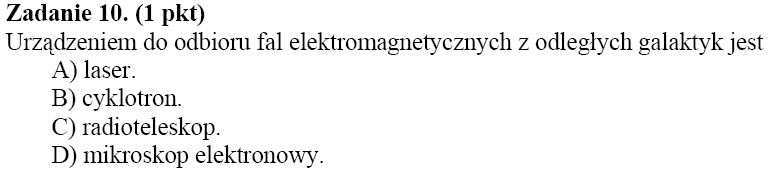 Zadanie 10. (1 pkt)
Urządzeniem do odbioru fal elektromagnetycznych z odległych galaktyk jest
A) laser.
B) cyklotron.
C) radioteleskop.
D) mikroskop elektronowy.